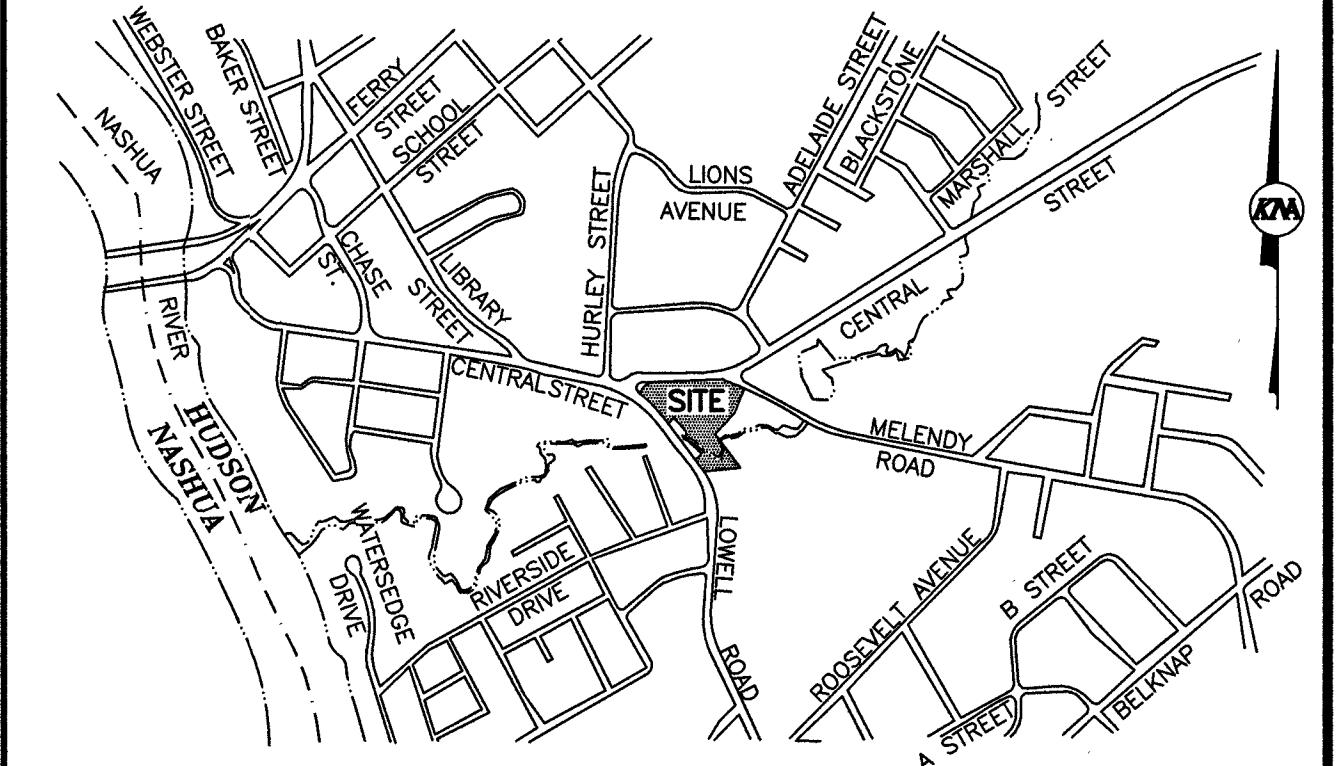 WEBSTER STREET
BAKER STREET
FERRY
STREET
SCHOOL
STREET
NASHUA
RIVER
HUDSON
NASHUA
CHASE
ST.
LIBRARY
STREET
HURLEY STREET
LIONS
AVENUE
ADELAIDE STREET
BLACKSTONE
MARSHALL
STREET
CENTRAL
STREET
KNA
CENTRAL STREET
SITE
MELENDY
ROAD
WATERSEDGE
DRIVE
RIVERSIDE
DRIVE
LOWELL
ROAD
ROOSEVELT AVENUE
B STREET
A STREET
BELKNAP
ROAD